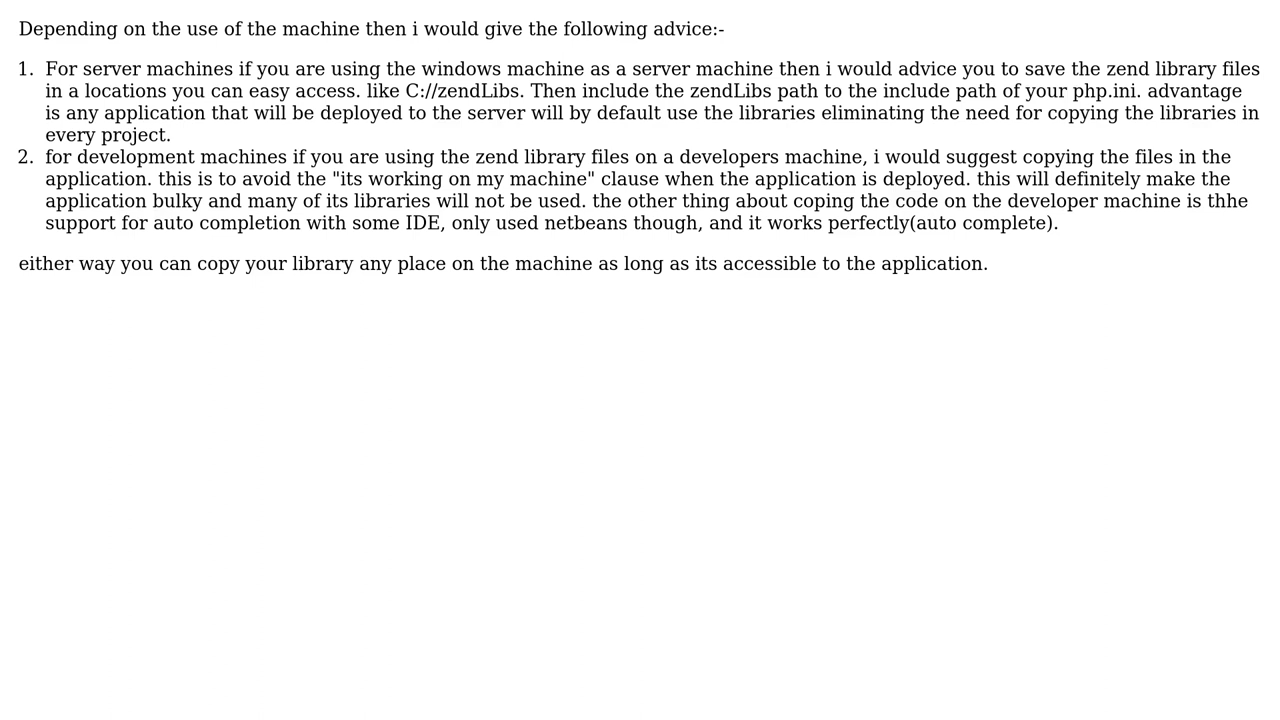 Depending on the use of the machine then i would give the following advice:-
1. For server machines if you are using the windows machine as a server machine then i would advice you to save the zend library files
in a locations you can easy access. like C://zendLibs. Then include the zendLibs path to the include path of your php.ini. advantage
is any application that will be deployed to the server will by default use the libraries eliminating the need for copying the libraries in
every project.
2. for development machines if you are using the zend library files on a developers machine, i would suggest copying the files in the
application. this is to avoid the "its working on my machine" clause when the application is deployed. this will definitely make the
application bulky and many of its libraries will not be used. the other thing about coping the code on the developer machine is thhe
support for auto completion with some IDE, only used netbeans though, and it works perfectly(auto complete).
either way you can copy your library any place on the machine as long as its accessible to the application.